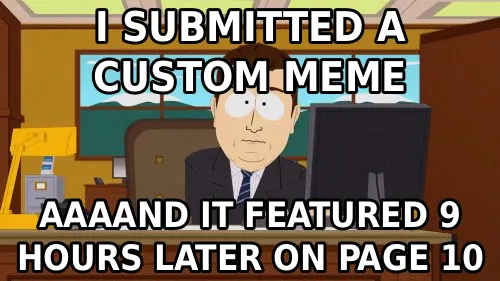 I SUBMITTED A
CUSTOM MEME
AAAAND IT FEATURED 9
HOURS LATER ON PAGE 10